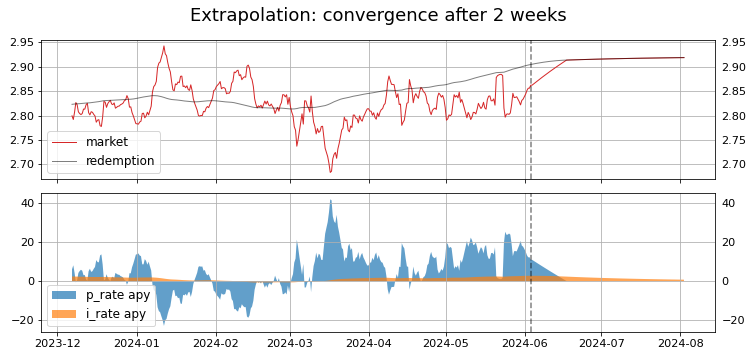 Extrapolation: convergence after 2 weeks
2.95 2.95
2.90 2.90
2.85 2.85
2.80 2.80
2.75 2.75
2.70 2.70
market
redemption
40 40
20 20
0 0
−20 −20
p_rate apy
i_rate apy
2023-12 2024-01 2024-02 2024-03 2024-04 2024-05 2024-06 2024-07 2024-08